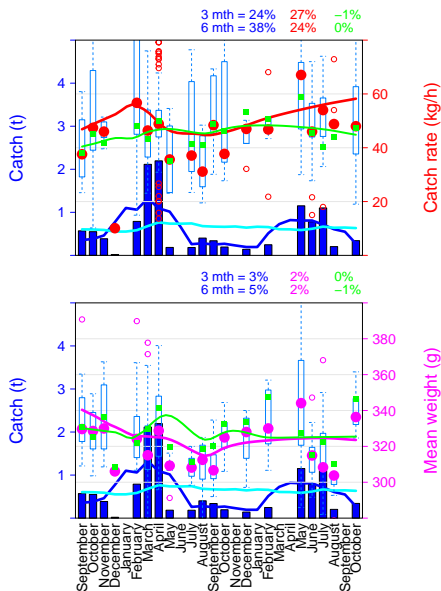 3 mth = 24% 27% −1%
6 mth = 38% 24% 0%
5
4
3
2
1
Catch (t)
60
40
20
Catch rate (kg/h)
3 mth = 3% 2% 0%
6 mth = 5% 2% −1%
5
4
3
2
1
Catch (t)
380
360
340
320
300
Mean weight (g)
September
October
November
December
January
February
March
April
May
June
July
August
September
October
November
December
January
February
March
April
May
June
July
August
September
October